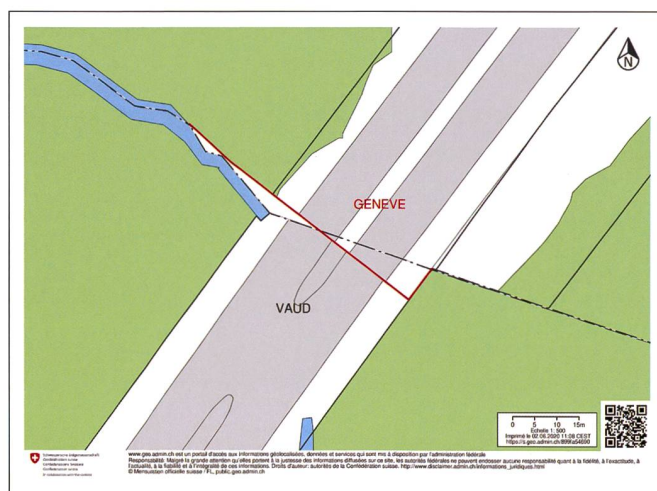 N
GENEVE
VAUD
0 5 10 15m
Echelle 1: 500
Imprimé le 02.06.2020 11:08 CEST
https://s.geo.admin.ch/899fa54690
Schweizerische Eidgenossenschaft
Confédération suisse
Confederazione Svizzera
Confederaziun svizra
www.geo.admin.ch est un portail d'accès aux informations géolocalisées, données et services qui sont mis à disposition par l'administration fédérale
Responsabilité: Malgré la grande attention qu'elles portent à la justesse des informations diffusées sur ce site, les autorités fédérales ne peuvent endosser aucune responsabilité quant à la fidélité, à l'exactitude, à
l'actualité, à la fiabilité et à l'intégralité de ces informations. Droits d'auteur: autorités de la Confédération suisse. http://www.disclaimer.admin.ch/informations_juridiques.html
© Mensuration officielle suisse / FL, public.geo.admin.ch